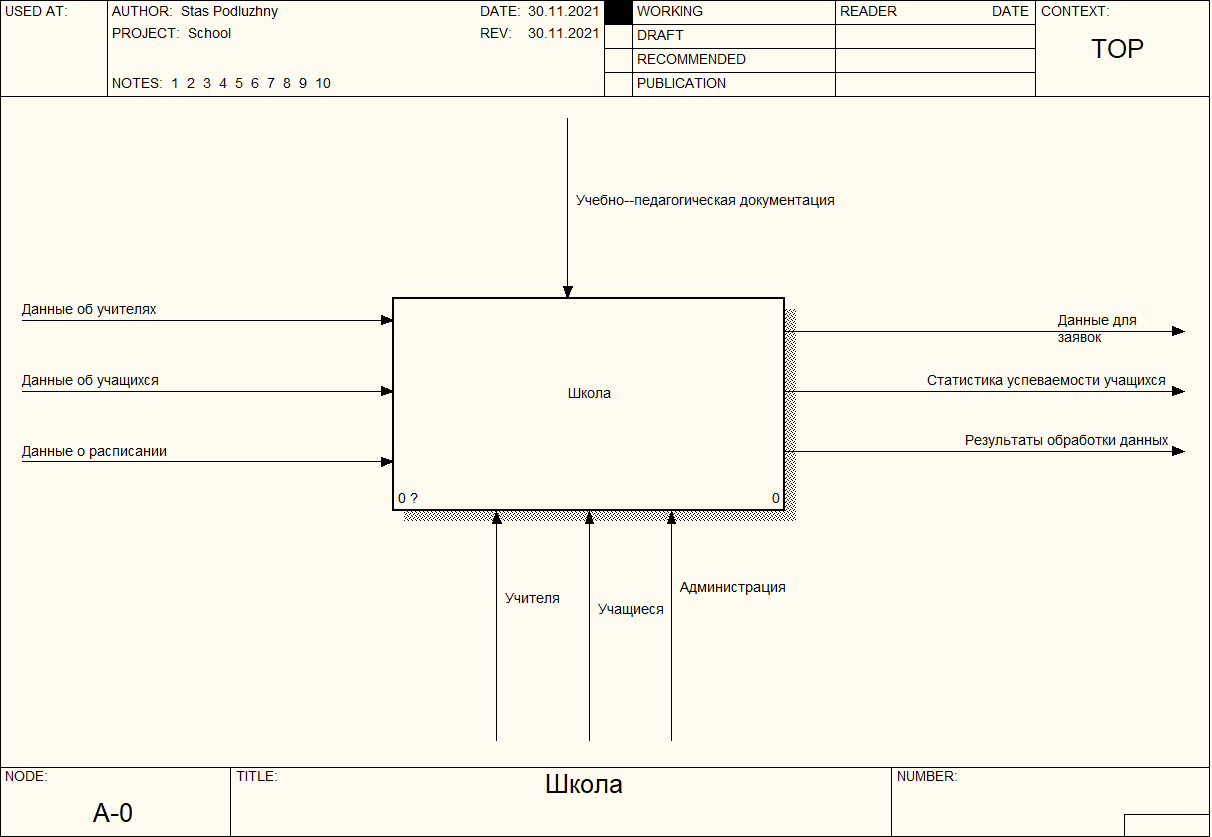 USED AT:
AUTHOR: Stas Podluzhny
DATE: 30.11.2021
WORKING
READER
DATE
CONTEXT:
PROJECT: School
REV: 30.11.2021
DRAFT
TOP
RECOMMENDED
NOTES: 1 2 3 4 5 6 7 8 9 10
PUBLICATION
Учебно--педагогическая документация
Данные об учителях
Данные об учащихся
Данные о расписании
Школа
0 ?
0
Данные для
заявок
Статистика успеваемости учащихся
Результаты обработки данных
Учителя
Учащиеся
Администрация
NODE:
A-0
TITLE:
Школа
NUMBER: